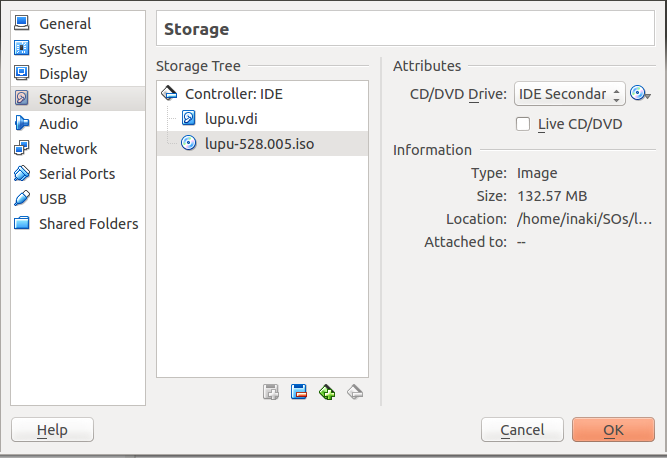 General
System
Display
Storage
Audio
Network
Serial Ports
USB
Shared Folders
Storage
Storage Tree
Controller: IDE
lupu.vdi
lupu-528.005.iso
Attributes
CD/DVD Drive: IDE Secondar
Live CD/DVD
Information
Type: Image
Size: 132.57 MB
Location: /home/inaki/SOs/l...
Attached to: --
Help
Cancel
OK